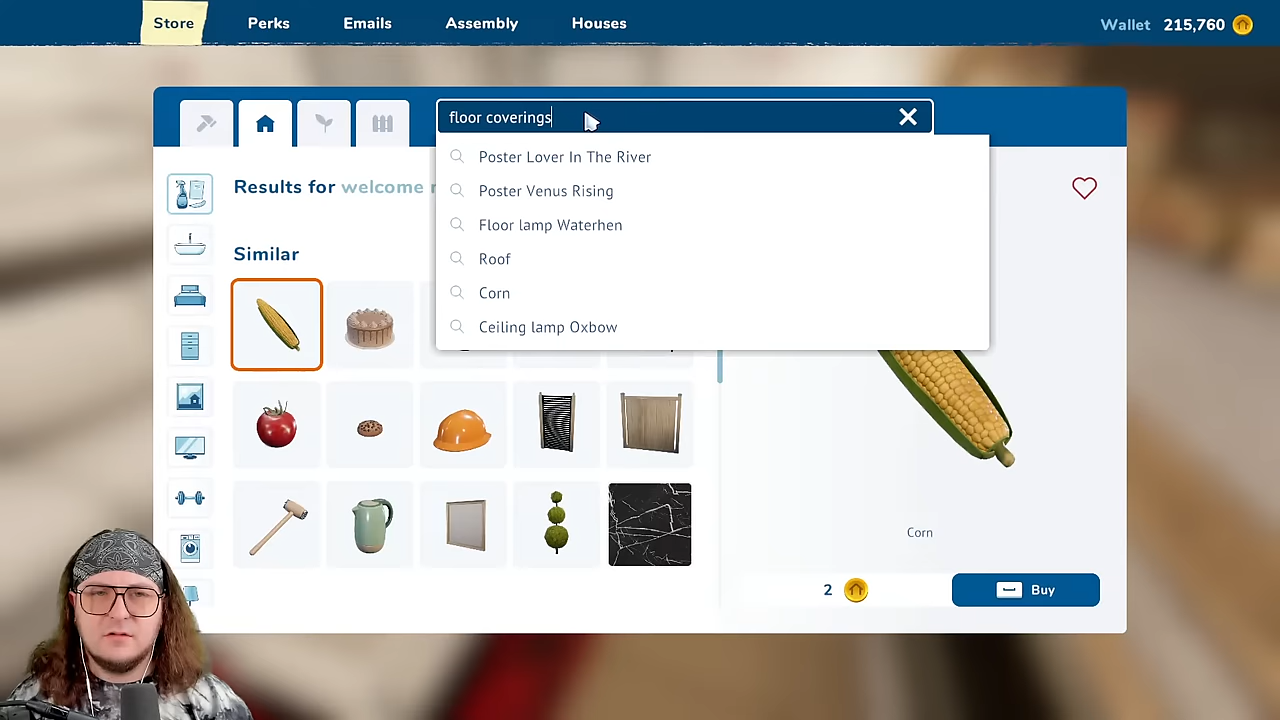 Store Perks Emails Assembly Houses Wallet 215,760
floor coverings
Results for welcome
Poster Lover In The River
Poster Venus Rising
Floor lamp Waterhen
Roof
Corn
Ceiling lamp Oxbow
Similar
Corn
2 Buy